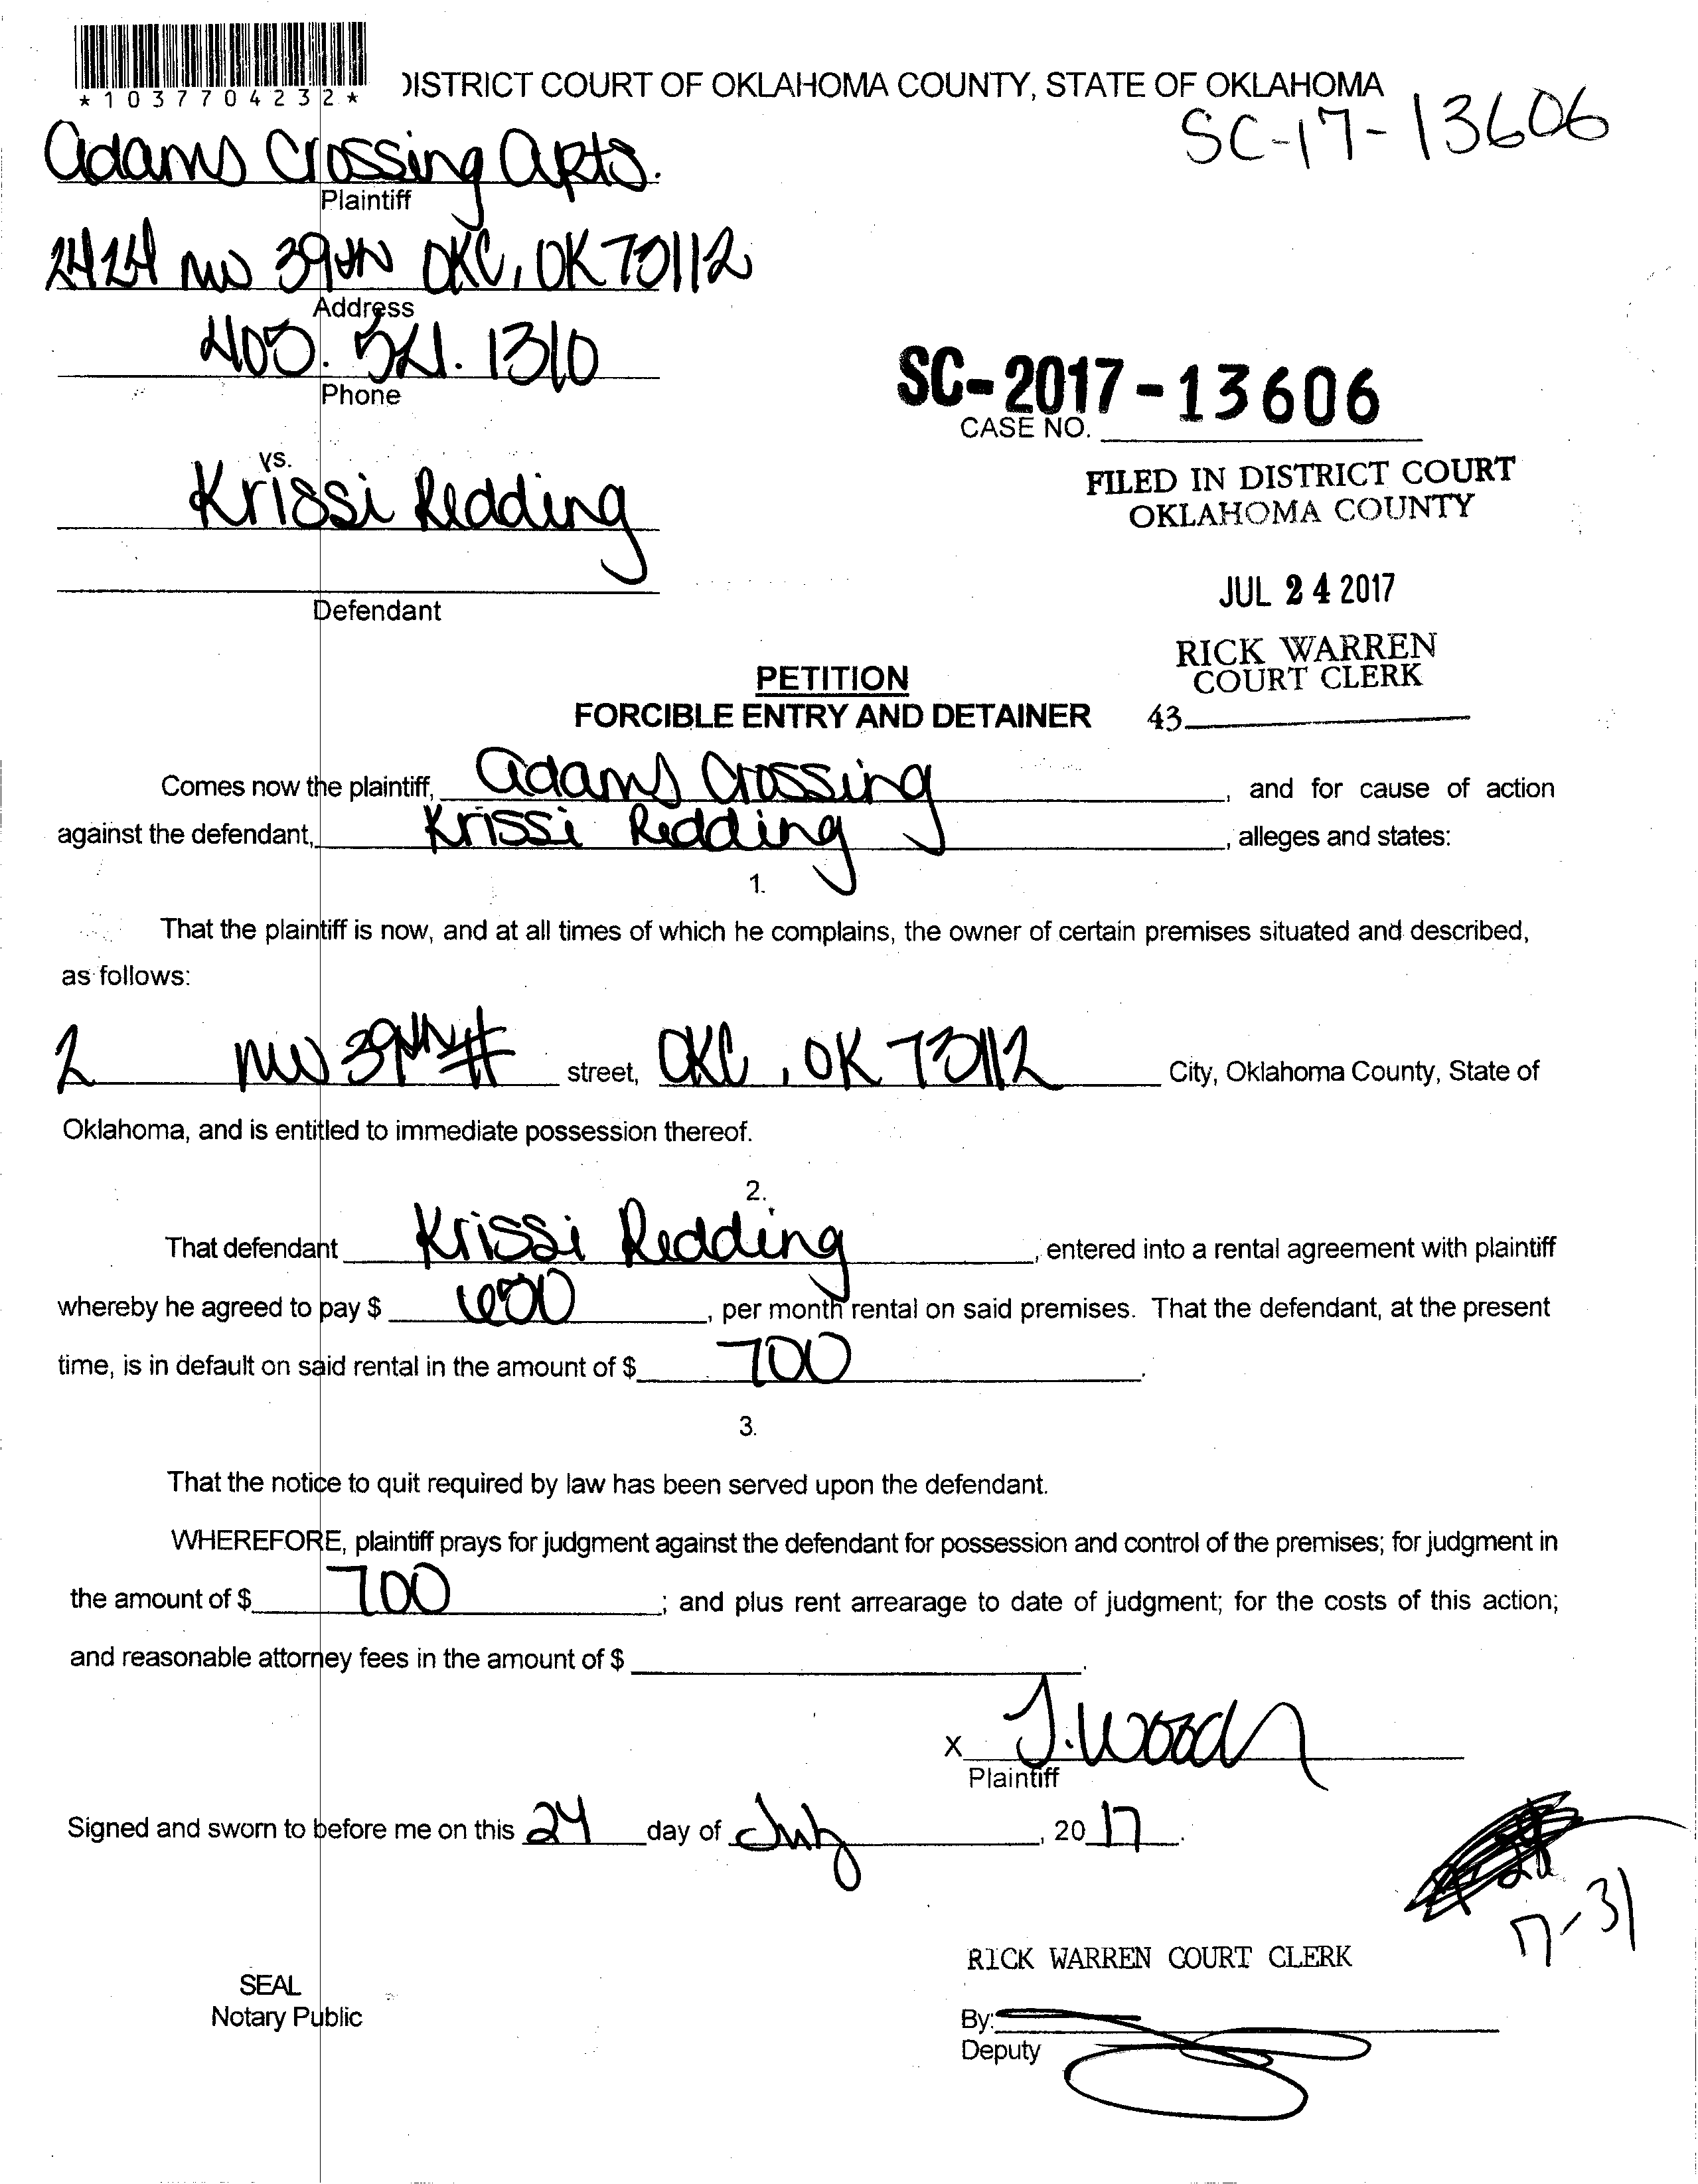 *1037704232*
DISTRICT COURT OF OKLAHOMA COUNTY, STATE OF OKLAHOMA
SC-17-13606
Adams Crossing Apts.
Plaintiff
2424 NW 39th OKC, OK 73112
Address
405. 521. 1310
Phone
SC-2017-13606
CASE NO.
vs.
Krissi Redding
FILED IN DISTRICT COURT
OKLAHOMA COUNTY
JUL 24 2017
Defendant
RICK WARREN
COURT CLERK
43
PETITION
FORCIBLE ENTRY AND DETAINER
Comes now the plaintiff, Adams Crossing, and for cause of action
against the defendant, Krissi Redding, alleges and states:
1.
That the plaintiff is now, and at all times of which he complains, the owner of certain premises situated and described,
as follows:
2 NW 39th # street, OKC, OK 73112 City, Oklahoma County, State of
Oklahoma, and is entitled to immediate possession thereof.
2.
That defendant Krissi Redding, entered into a rental agreement with plaintiff
whereby he agreed to pay $ 650, per month rental on said premises. That the defendant, at the present
time, is in default on said rental in the amount of $ 700.
3.
That the notice to quit required by law has been served upon the defendant.
WHEREFORE, plaintiff prays for judgment against the defendant for possession and control of the premises; for judgment in
the amount of $ 700; and plus rent arrearage to date of judgment; for the costs of this action;
and reasonable attorney fees in the amount of $ .
X J. Woods
Plaintiff
Signed and sworn to before me on this 24 day of July, 2017.
7-31
RICK WARREN COURT CLERK
SEAL
Notary Public
By:
Deputy